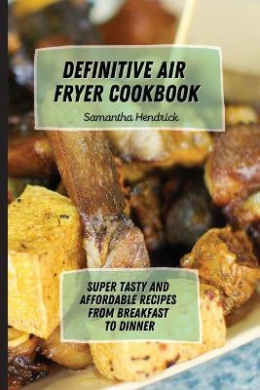 DEFINITIVE AIR
FRYER COOKBOOK
Samantha Hendrick
SUPER TASTY AND
AFFORDABLE RECIPES
FROM BREAKFAST
TO DINNER